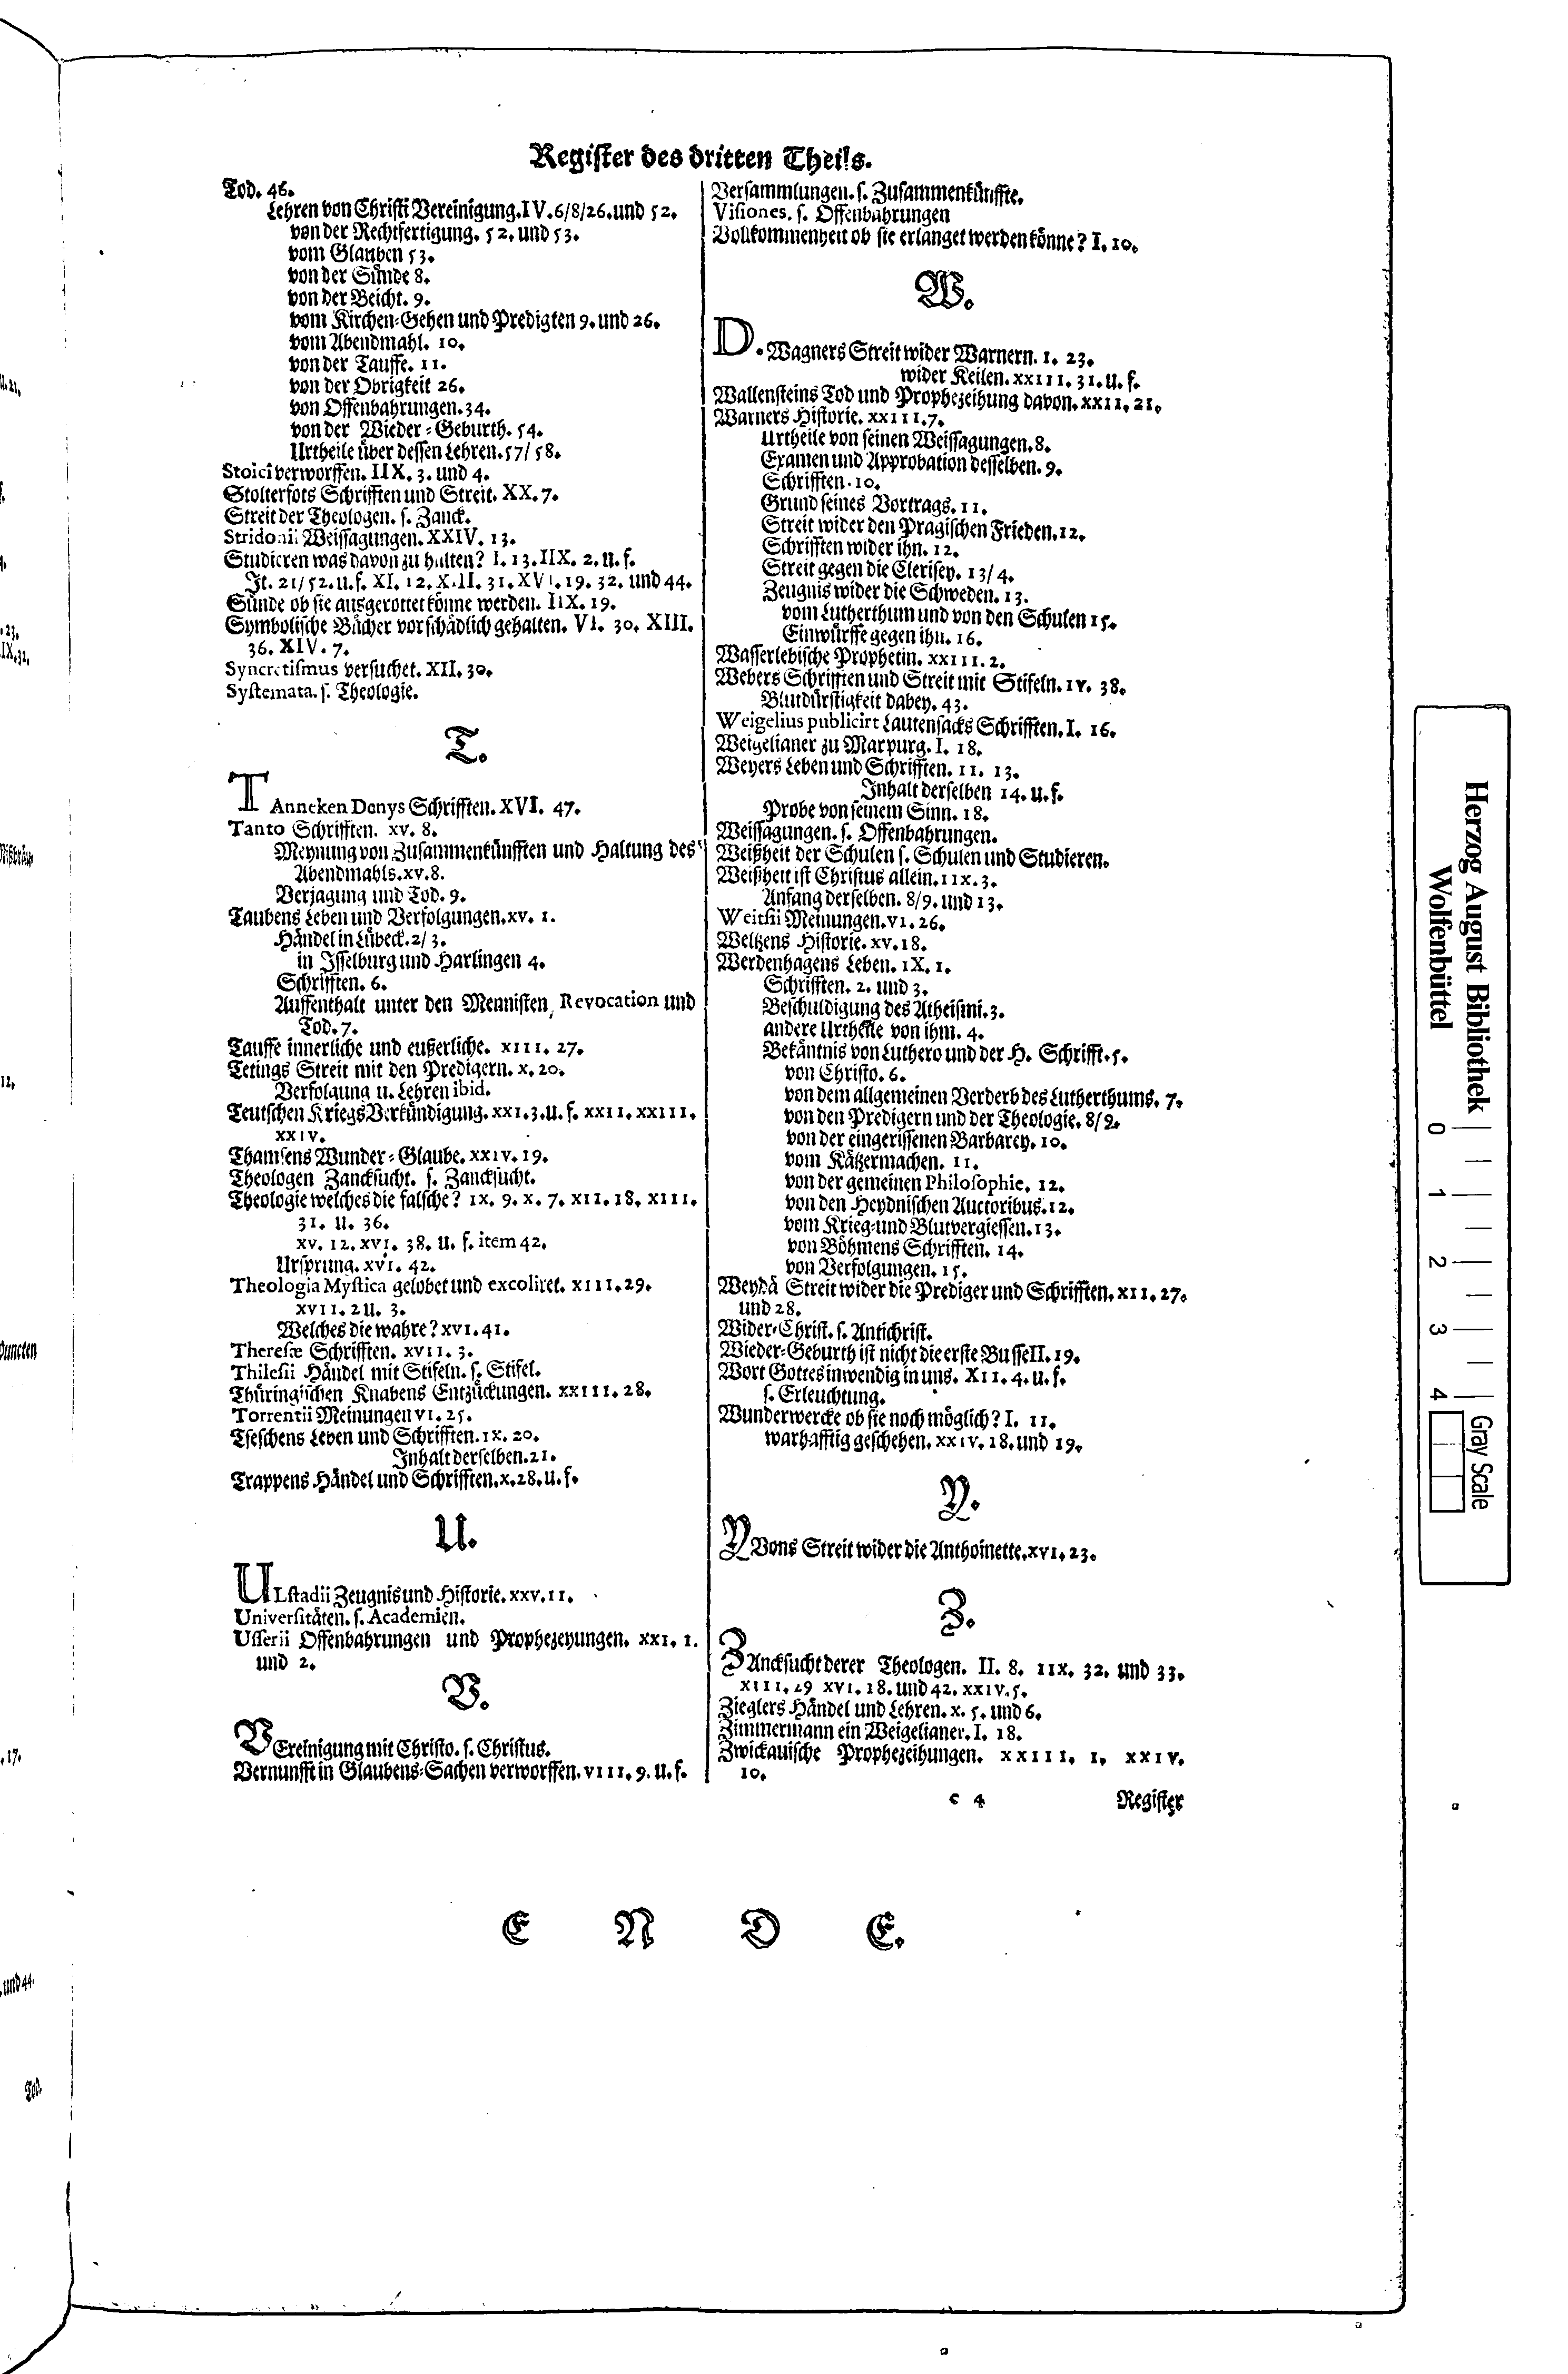 Register des dritten Theils.
Tod. 46.
Lehren von Christi Vereinigung. IV. 6/8/26. und 52.
von der Rechtfertigung. 52. und 53.
vom Glauben 53.
von der Sünde 8.
von der Beicht. 9.
vom Kirchen-Gehen und Predigten 9. und 26.
vom Abendmahl. 10.
von der Tauffe. 11.
von der Obrigkeit 26.
von Offenbahrungen. 34.
von der Wieder-Geburth. 54.
Urtheile über dessen Lehren. 57/58.
Stoici verworffen. IIX. 3. und 4.
Stolterfots Schrifften und Streit. XX. 7.
Streit der Theologen. s. Zanck.
Stridonii Weissagungen. XXIV. 13.
Studieren was davon zu halten? I. 13. IIX. 2. u. f.
It. 21/52. u. f. XI. 12. XIII. 31. XVI. 19. 32. und 44.
Sünde ob sie ausgerottet könne werden. IIX. 19.
Symbolische Bücher vor schädlich gehalten. VI. 30. XIII.
36. XIV. 7.
Syncretismus versuchet. XII. 30.
Systemata. s. Theologie.
T.
TAnneken Denys Schrifften. XVI. 47.
Tanto Schrifften. XV. 8.
Meynung von Zusammenkünfften und Haltung des
Abendmahls. XV. 8.
Verjagung und Tod. 9.
Taubens Leben und Verfolgungen. XV. 1.
Händel in Lübeck. 2/3.
in Isselburg und Harlingen 4.
Schrifften. 6.
Auffenthalt unter den Mennisten, Revocation und
Tod. 7.
Tauffe innerliche und eußerliche. XIII. 27.
Tetings Streit mit den Predigern. X. 20.
Verfolgung u. Lehren ibid.
Teutschen Kriegs Verkündigung. XXI. 3. u. f. XXII. XXIII.
XXIV.
Thamsens Wunder-Glaube. XXIV. 19.
Theologen Zancksucht. s. Zancksucht.
Theologie welches die falsche? IX. 9. X. 7. XII. 18. XIII.
31. u. 36.
XV. 12. XVI. 38. u. f. item 42.
Ursprung. XVI. 42.
Theologia Mystica gelobet und excoliret. XIII. 29.
XVII. 2 u. 3.
Welches die wahre? XVI. 41.
Theresæ Schrifften. XVII. 3.
Thilesii Händel mit Stifeln. s. Stifel.
Thüringischen Knabens Entzückungen. XXIII. 28.
Torrentii Meinungen VI. 25.
Tseschens Leben und Schrifften. IX. 20.
Inhalt derselben. 21.
Trappens Händel und Schrifften. X. 28. u. f.
U.
ULstadii Zeugnis und Historie. XXV. 11.
Universitäten. s. Academien.
Usserii Offenbahrungen und Prophezeyungen. XXI. 1.
und 2.
V.
VEreinigung mit Christo. s. Christus.
Vernunfft in Glaubens-Sachen verworffen. VIII. 9. u. f.
Versammlungen. s. Zusammenkünffte.
Visiones. s. Offenbahrungen
Vollkommenheit ob sie erlanget werden könne? I. 10.
W.
D. Wagners Streit wider Warnern. I. 23.
wider Keilen. XXIII. 31. u. f.
Wallensteins Tod und Prophezeihung davon. XXII. 21.
Warners Historie. XXIII. 7.
Urtheile von seinen Weissagungen. 8.
Examen und Approbation desselben. 9.
Schrifften. 10.
Grund seines Vortrags. 11.
Streit wider den Pragischen Frieden. 12.
Schrifften wider ihn. 12.
Streit gegen die Clerisey. 13/4.
Zeugnis wider die Schweden. 13.
vom Lutherthum und von den Schulen 15.
Einwürffe gegen ihn. 16.
Wasserlebische Prophetin. XXIII. 2.
Webers Schrifften und Streit mit Stifeln. IV. 38.
Blutdürstigkeit dabey. 43.
Weigelius publicirt Lautensacks Schrifften. I. 16.
Weigelianer zu Marpurg. I. 18.
Weyers Leben und Schrifften. II. 13.
Inhalt derselben 14. u. f.
Probe von seinem Sinn. 18.
Weissagungen. s. Offenbahrungen.
Weißheit der Schulen s. Schulen und Studieren.
Weißheit ist Christus allein. IIX. 3.
Anfang derselben. 8/9. und 13.
Weitsii Meinungen. VI. 26.
Weltzens Historie. XV. 18.
Werdenhagens Leben. IX. 1.
Schrifften. 2. und 3.
Beschuldigung des Atheismi. 3.
andere Urtheile von ihm. 4.
Bekäntnis von Luthero und der H. Schrifft. 5.
von Christo. 6.
von dem allgemeinen Verderb des Lutherthums. 7.
von den Predigern und der Theologie. 8/9.
von der eingerissenen Barbarey. 10.
vom Kätzermachen. 11.
von der gemeinen Philosophie. 12.
von den Heydnischen Auctoribus. 12.
vom Krieg- und Blutvergiessen. 13.
von Böhmens Schrifften. 14.
von Verfolgungen. 15.
Weydä Streit wider die Prediger und Schrifften. XII. 27.
und 28.
Wider-Christ. s. Antichrist.
Wieder-Geburth ist nicht die erste Busse II. 19.
Wort Gottes inwendig in uns. XII. 4. u. f.
s. Erleuchtung.
Wunderwercke ob sie noch möglich? I. 11.
warhafftig geschehen. XXIV. 18. und 19.
Y.
YVons Streit wider die Anthoinette. XVI. 23.
Z.
ZAncksucht derer Theologen. II. 8. IIX. 32. und 33.
XIII. 29 XVI. 18. und 42. XXIV. 5.
Zieglers Händel und Lehren. X. 5. und 6.
Zimmermann ein Weigelianer. I. 18.
Zwickauische Prophezeihungen. XXIII. 1. XXIV.
10.
c 4 Register
E N D E.
Herzog August Bibliothek
Wolfenbüttel
0 1 2 3 4
Gray Scale